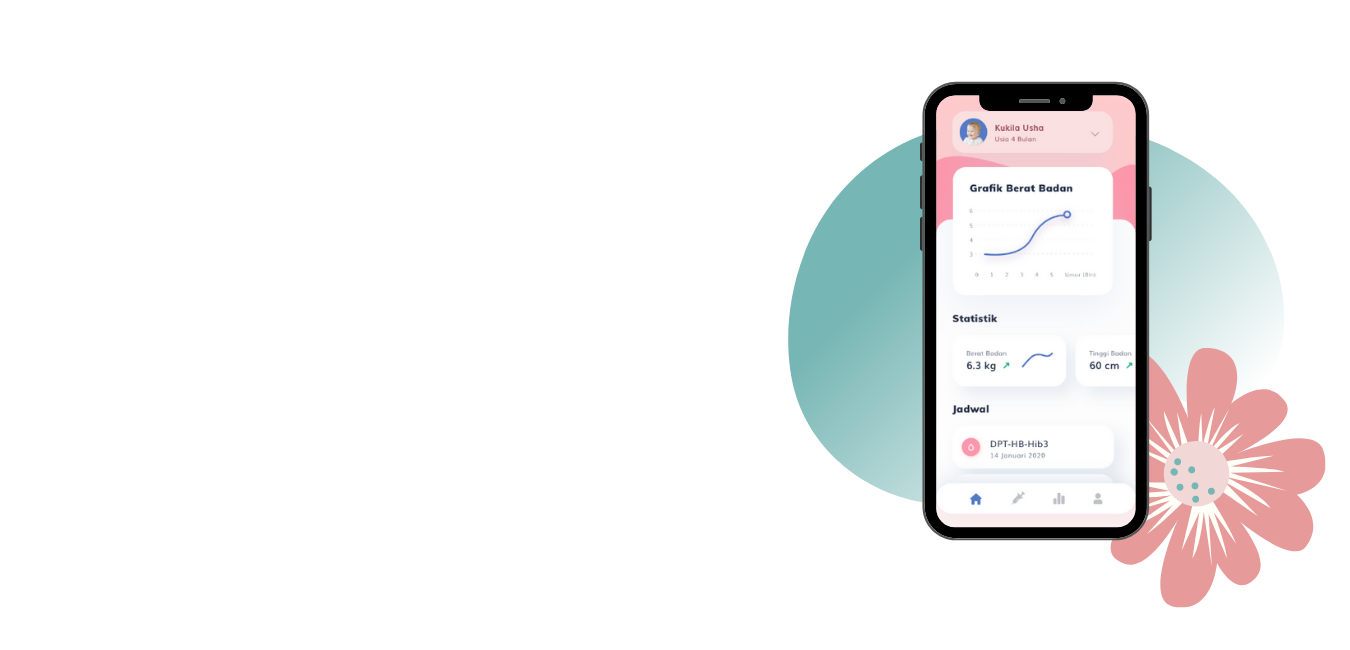 Kukila Usha
Usia 4 Bulan
Grafik Berat Badan
6
5
4
3
0 1 2 3 4 5 Umur (Bln)
Statistik
Berat Badan
6.3 kg
Tinggi Badan
60 cm
Jadwal
DPT-HB-Hib3
14 Januari 2020